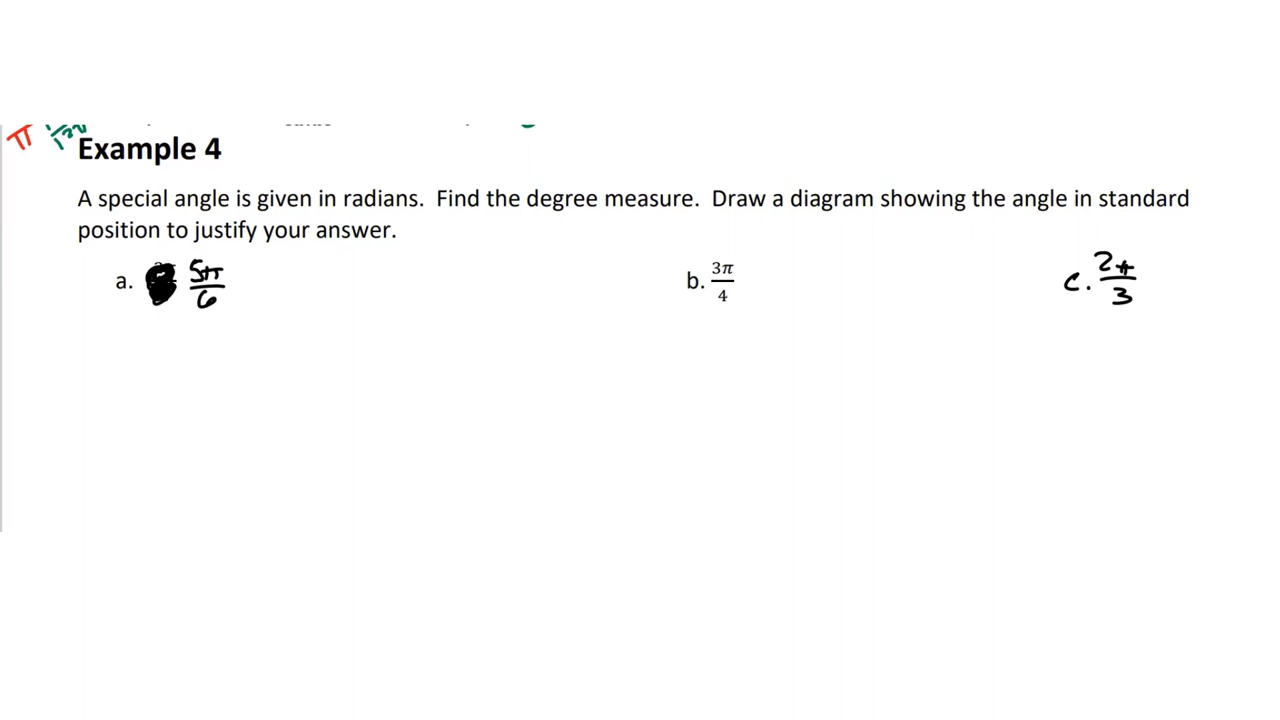 π
Example 4
A special angle is given in radians.  Find the degree measure.  Draw a diagram showing the angle in standard
position to justify your answer.
a. 5π/6 b. 3π/4 c. 2π/3